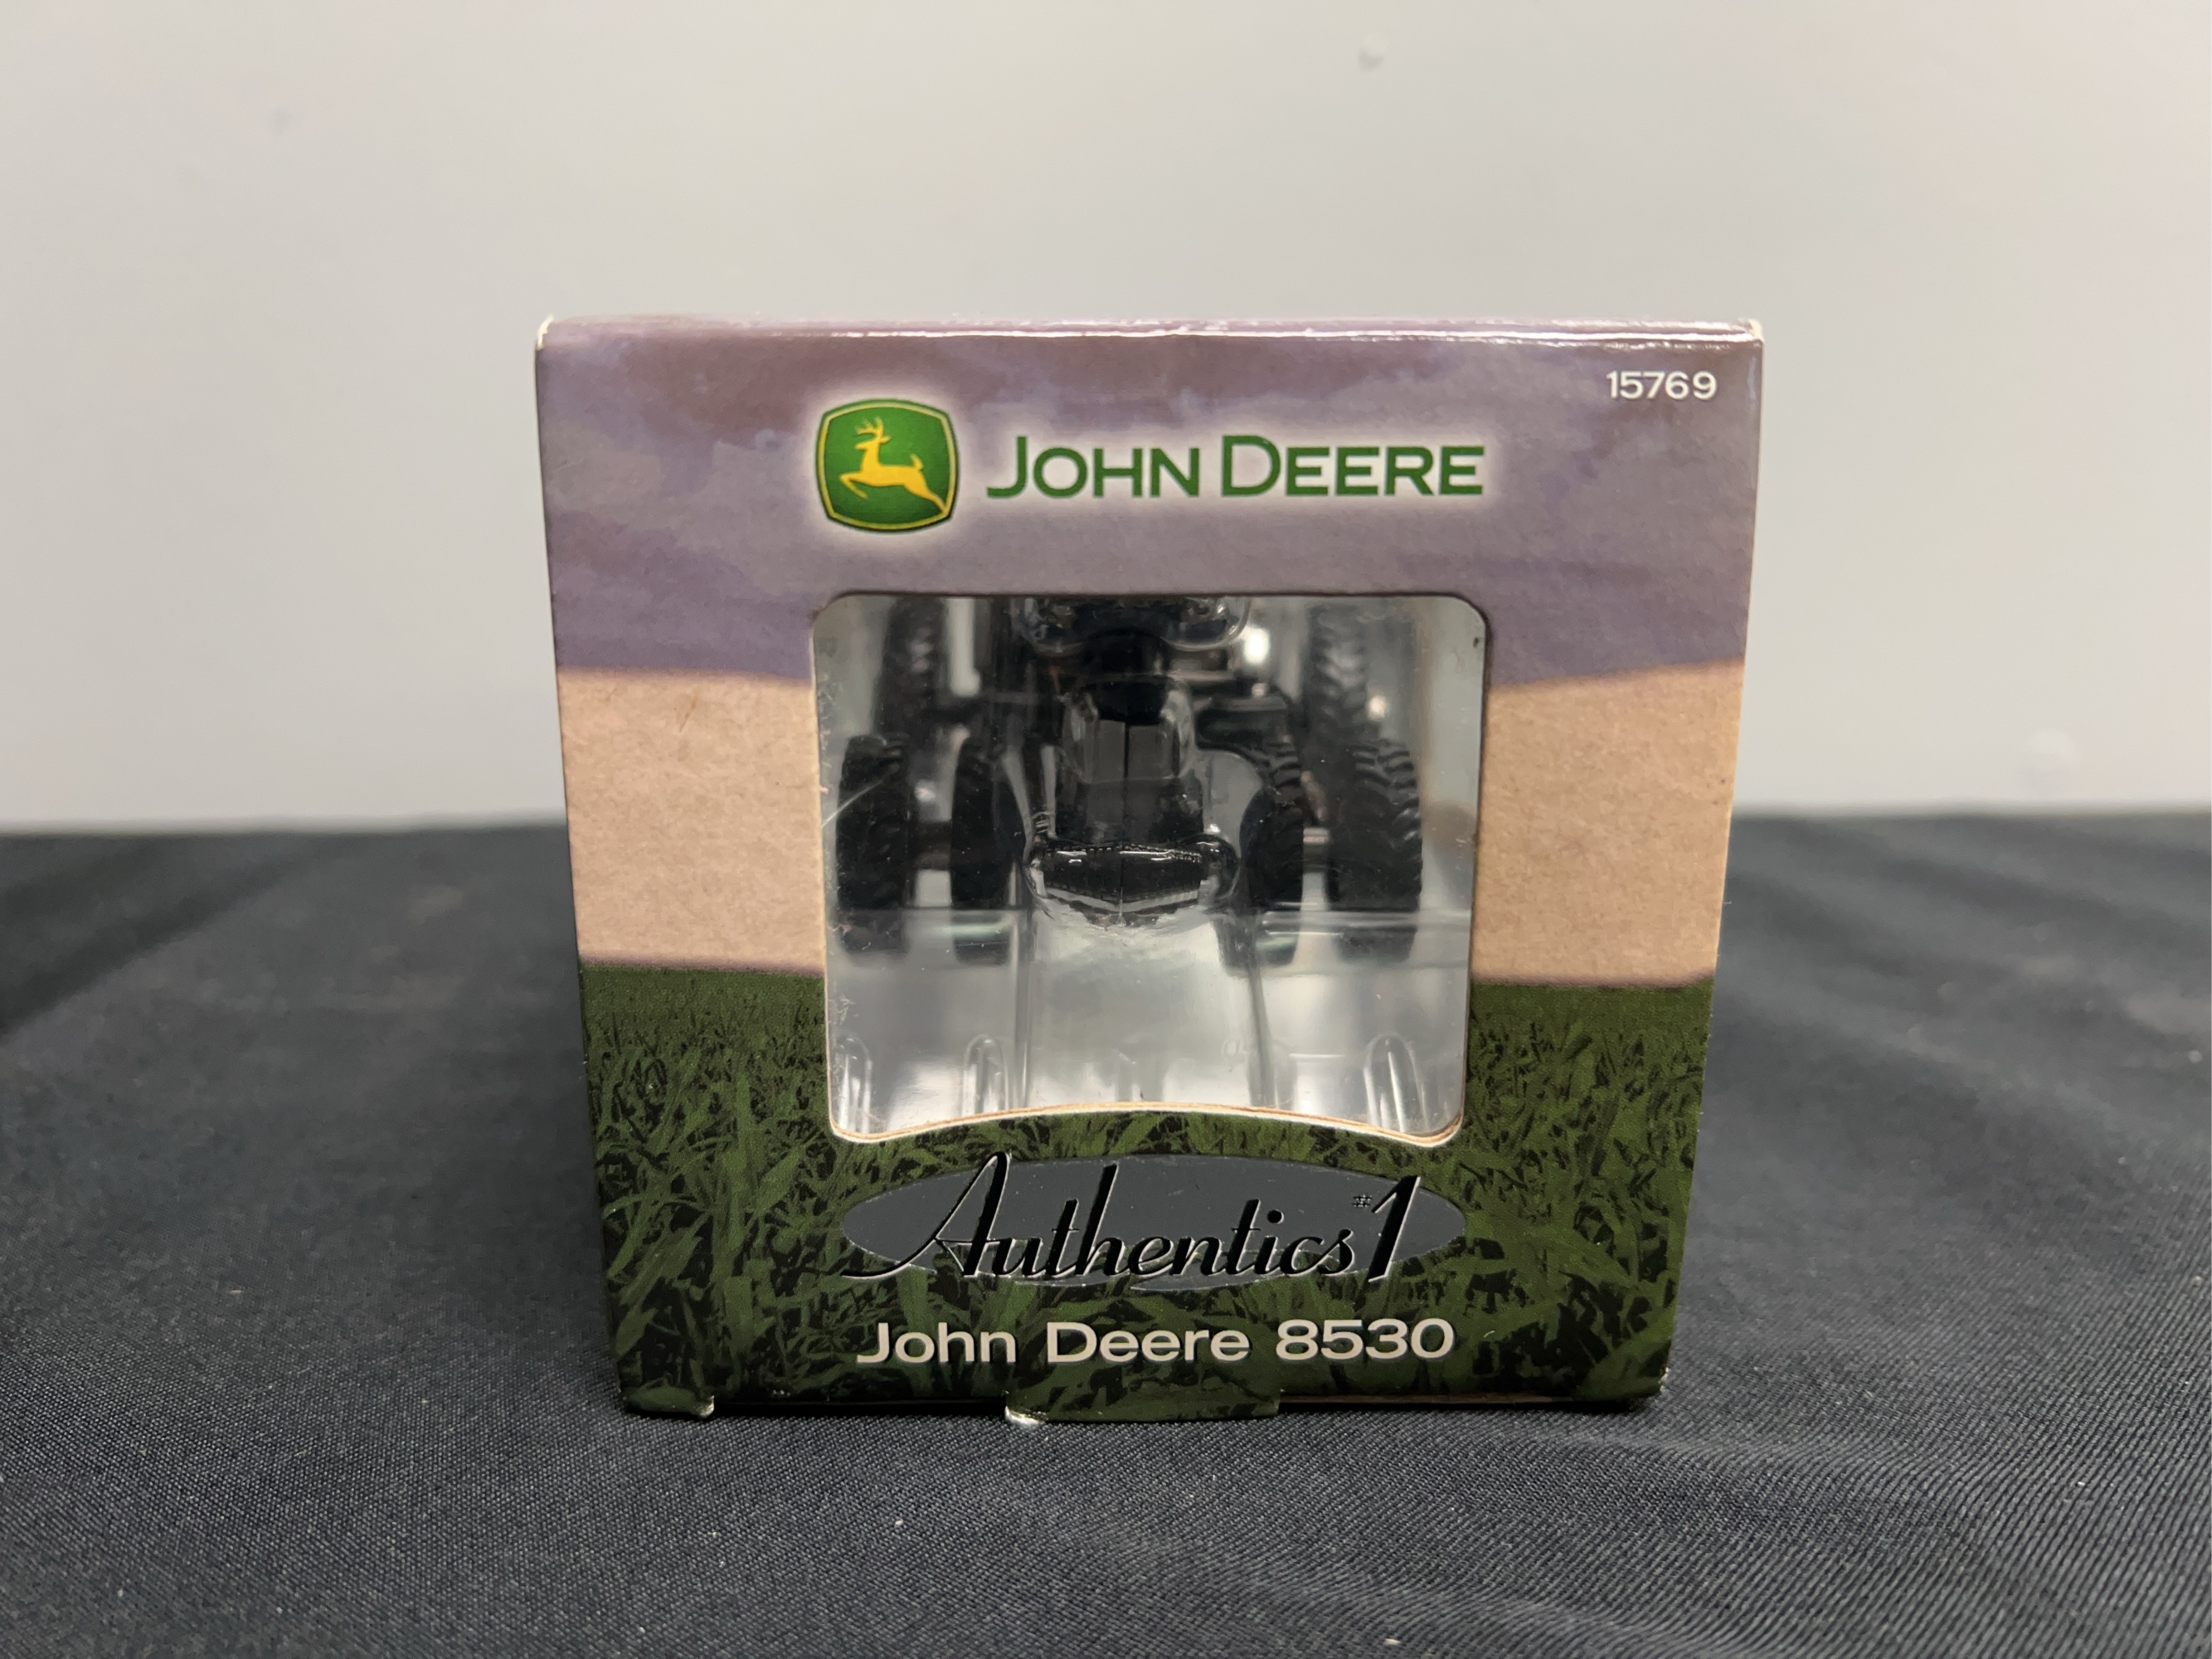 15769
JOHN DEERE
Authentics #1
John Deere 8530